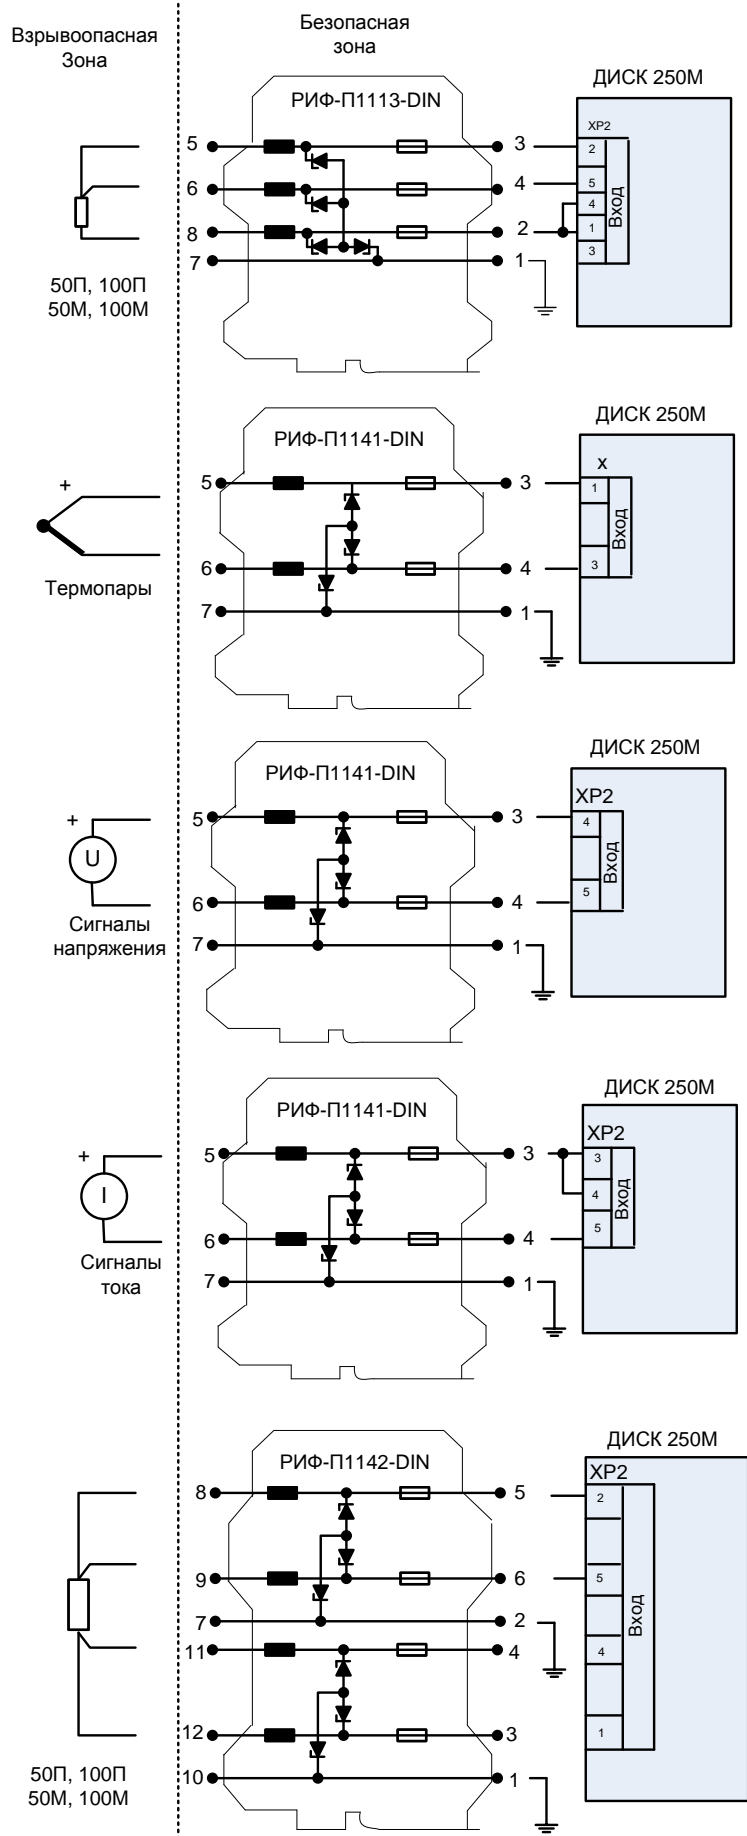 Взрывоопасная
Зона
Безопасная
зона
РИФ-П1113-DIN
ДИСК 250М
XP2
5
3
2
6
4
5
4
8
2
1
3
7
1
Вход
50П, 100П
50М, 100М
РИФ-П1141-DIN
ДИСК 250М
X
+
5
3
1
Вход
6
4
3
7
1
Термопары
РИФ-П1141-DIN
ДИСК 250М
XP2
+
5
3
4
U
Вход
6
4
5
7
1
Сигналы
напряжения
РИФ-П1141-DIN
ДИСК 250М
XP2
+
5
3
3
I
4
Вход
6
4
5
7
1
Сигналы
тока
РИФ-П1142-DIN
ДИСК 250М
XP2
8
5
2
9
6
5
7
2
Вход
11
4
4
12
3
1
10
1
50П, 100П
50М, 100М